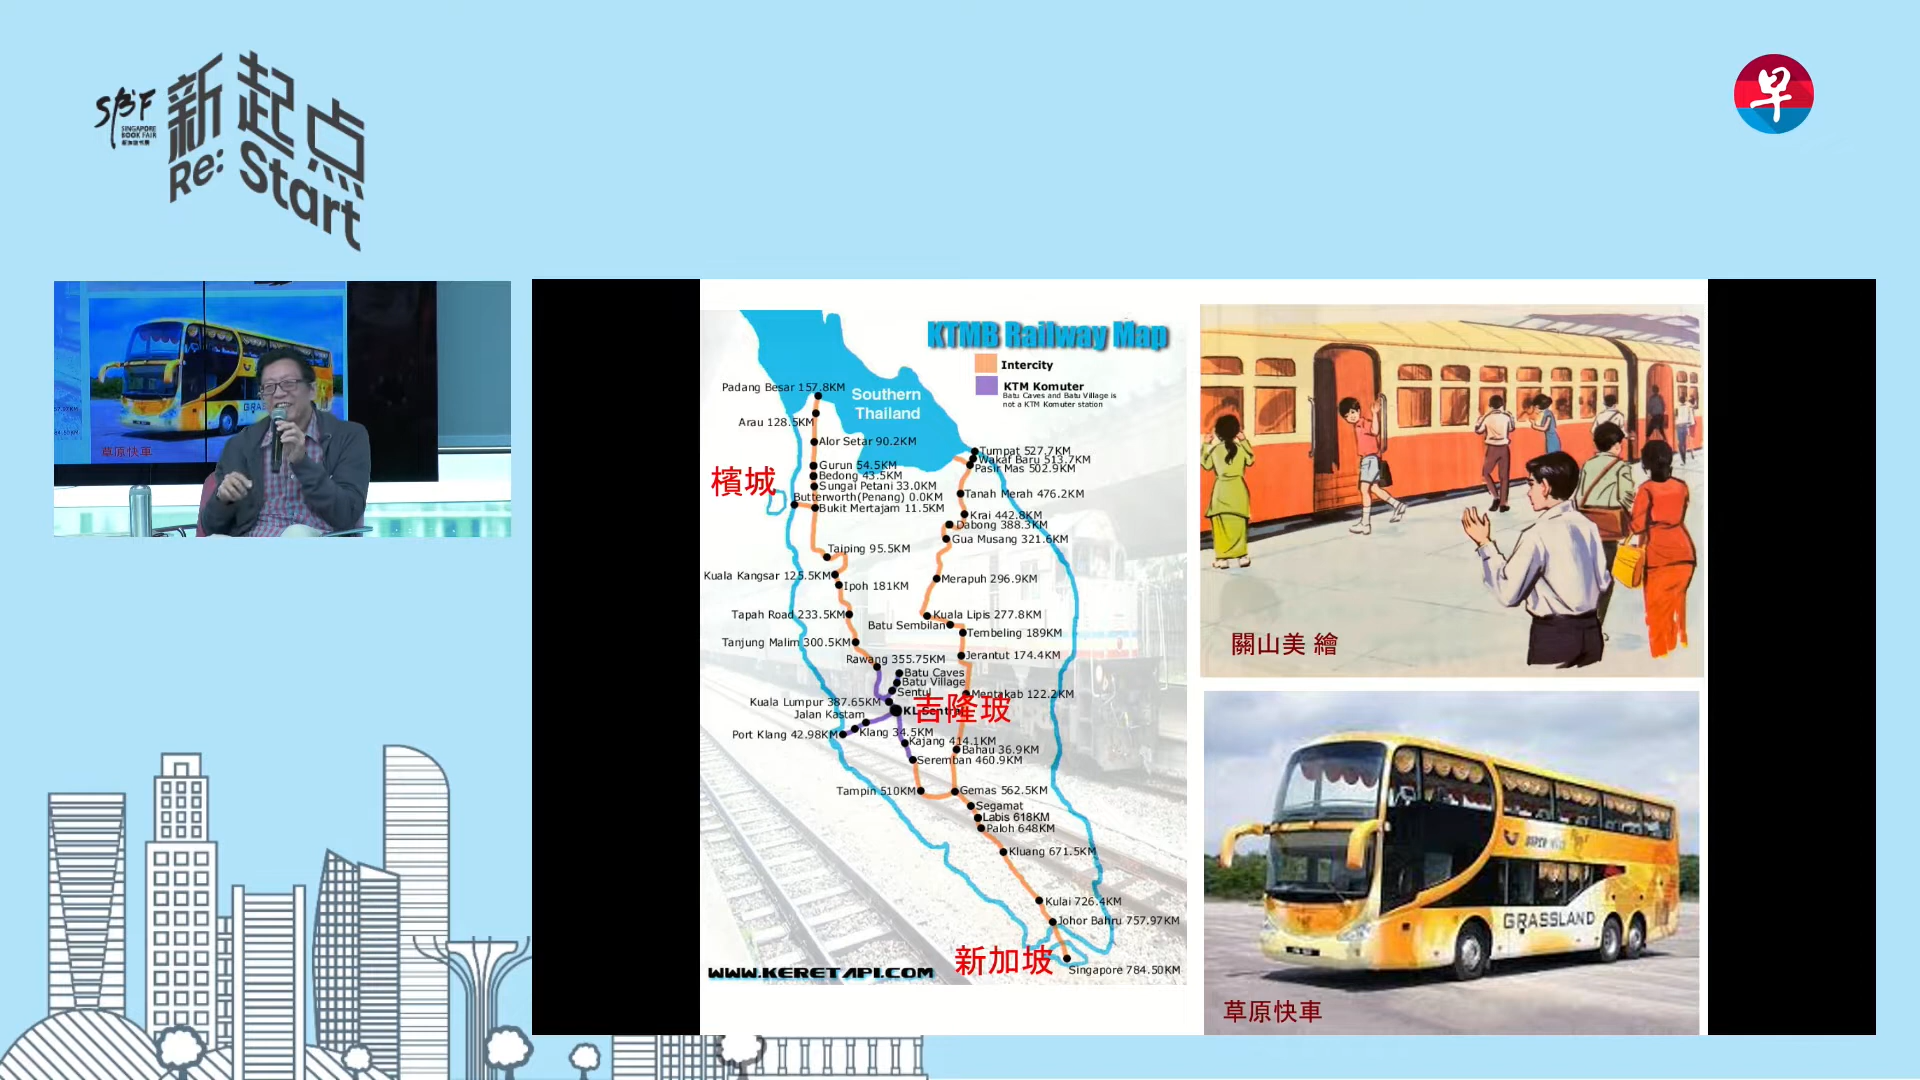 SBF
SINGAPORE
BOOK FAIR
新起点
Re: Start
早
GRASSLAND
草原快車
KTMB Railway Map
Intercity
KTM Komuter
Batu Caves and Batu Village is
not a KTM Komuter station
Southern
Thailand
Padang Besar 157.8KM
Arau 128.5KM
Alor Setar 90.2KM
Gurun 54.5KM
Bedong 43.5KM
Sungai Petani 33.0KM
檳城
Butterworth(Penang) 0.0KM
Bukit Mertajam 11.5KM
Taiping 95.5KM
Kuala Kangsar 125.5KM
Ipoh 181KM
Tapah Road 233.5KM
Tanjung Malim 300.5KM
Rawang 355.75KM
Batu Caves
Batu Village
Sentul
Kuala Lumpur 387.65KM
KL Sentral
吉隆玻
Jalan Kastam
Port Klang 42.98KM
Klang 34.5KM
Kajang 414.1KM
Seremban 460.9KM
Tampin 510KM
Tumpat 527.7KM
Wakaf Baru 513.7KM
Pasir Mas 502.9KM
Tanah Merah 476.2KM
Krai 442.8KM
Dabong 388.3KM
Gua Musang 321.6KM
Merapuh 296.9KM
Kuala Lipis 277.8KM
Batu Sembilan
Tembeling 189KM
Jerantut 174.4KM
Mentakab 122.2KM
Bahau 36.9KM
Gemas 562.5KM
Segamat
Labis 618KM
Paloh 648KM
Kluang 671.5KM
Kulai 726.4KM
Johor Bahru 757.97KM
新加坡
Singapore 784.50KM
WWW.KERETAPI.COM
關山美 繪
GRASSLAND
草原快車